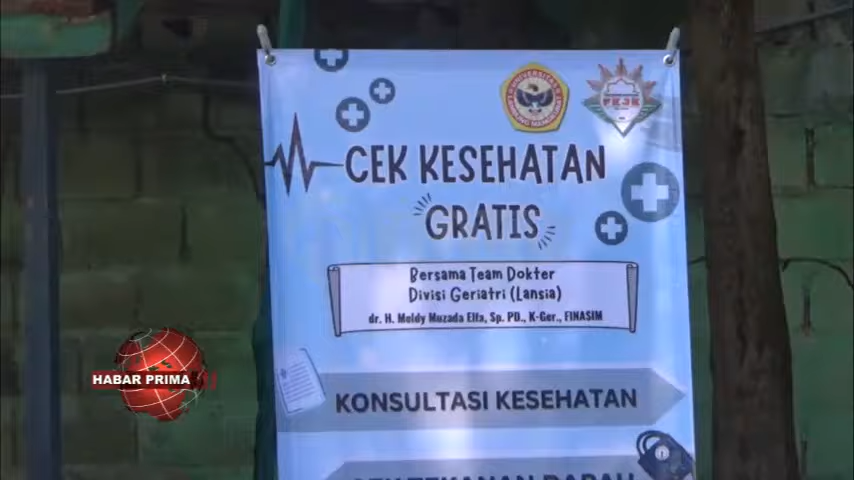 CEK KESEHATAN
GRATIS
Bersama Team Dokter
Divisi Geriatri (Lansia)
dr. H. Meldy Muzada Elfa, Sp. PD., K-Ger., FINASIM
KONSULTASI KESEHATAN
HABAR PRIMA